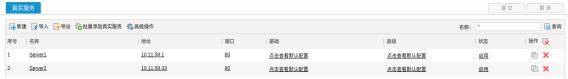 真实服务 提 交 取 消
新建 导入 导出 批量添加真实服务 高级操作 名称: * 查询
序号 名称 地址 端口 基础 高级 状态 操作
1 Server1 10.11.58.1 80 点击查看默认配置 点击查看默认配置 启用
2 Server2 10.11.58.33 80 点击查看默认配置 点击查看默认配置 启用